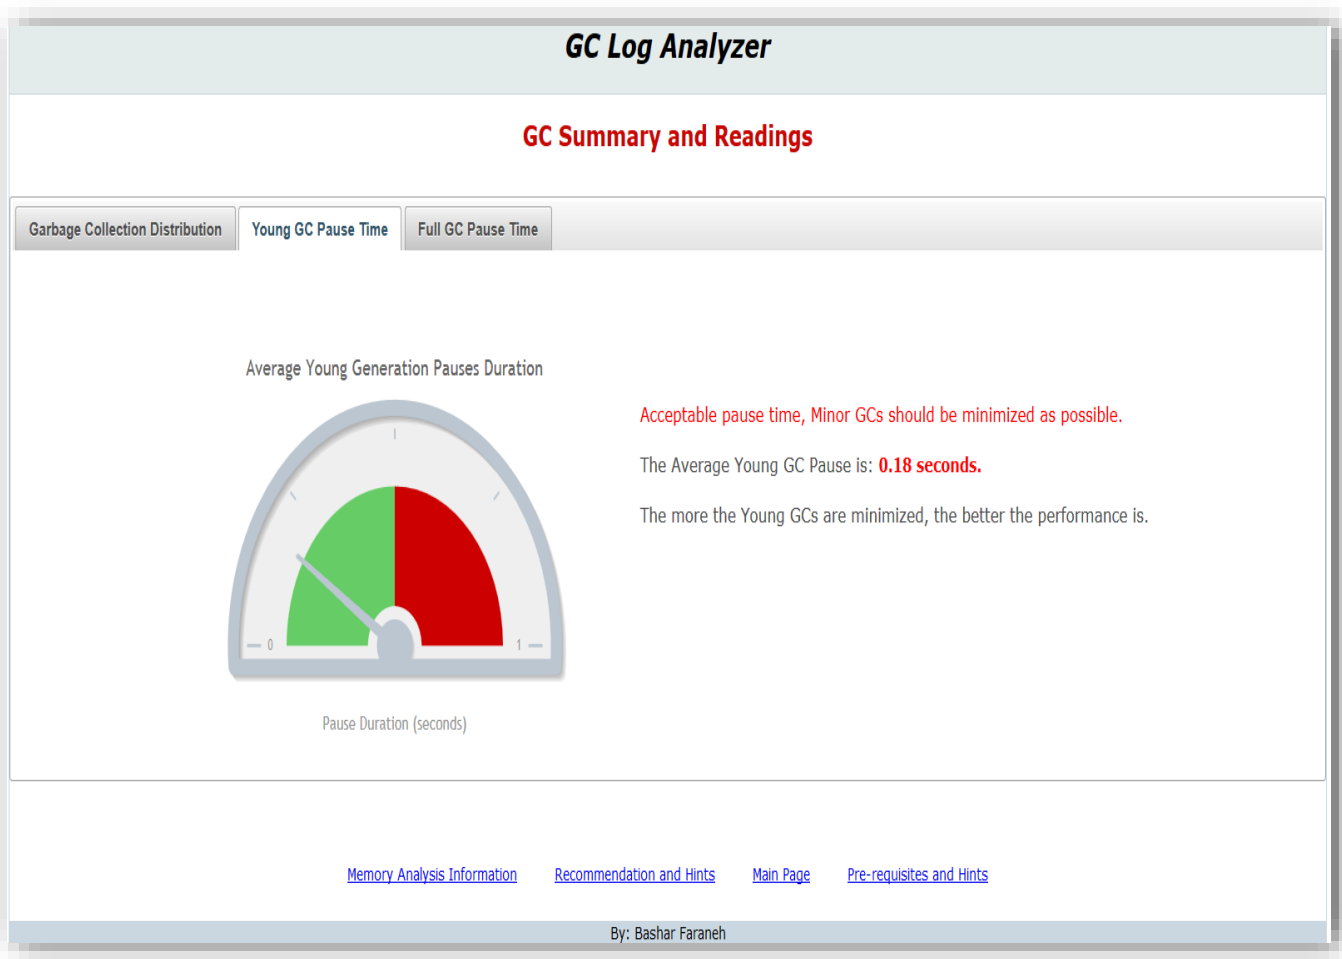 GC Log Analyzer
GC Summary and Readings
Garbage Collection Distribution
Young GC Pause Time
Full GC Pause Time
Average Young Generation Pauses Duration
0
1
Pause Duration (seconds)
Acceptable pause time, Minor GCs should be minimized as possible.
The Average Young GC Pause is: 0.18 seconds.
The more the Young GCs are minimized, the better the performance is.
Memory Analysis Information
Recommendation and Hints
Main Page
Pre-requisites and Hints
By: Bashar Faraneh